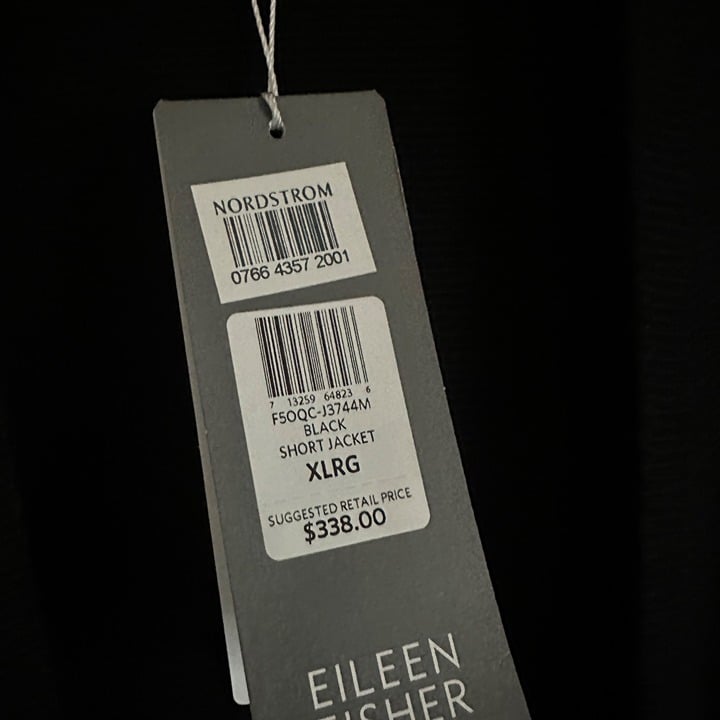 NORDSTROM
0766 4357 2001
7 13259 64823 6
F5OQC-J3744M
BLACK
SHORT JACKET
XLRG
SUGGESTED RETAIL PRICE
$338.00
EILEEN
FISHER